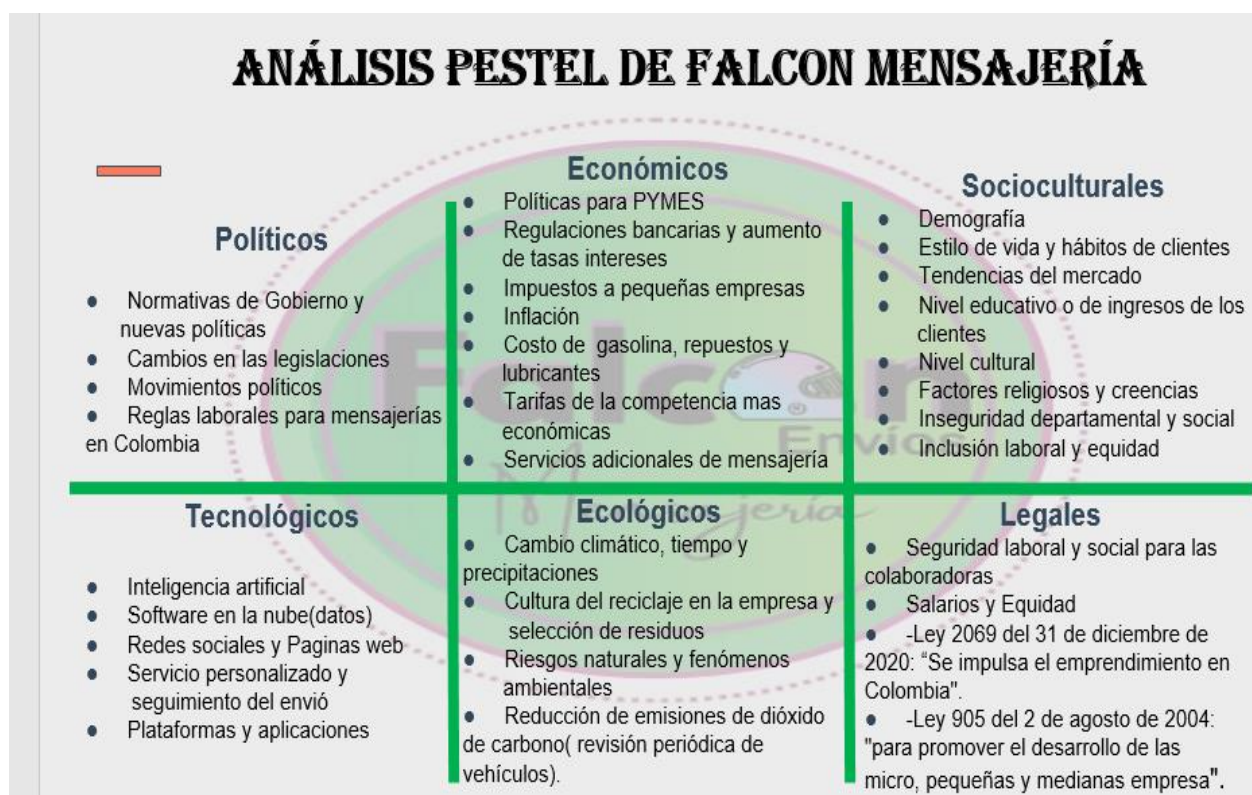 ANÁLISIS PESTEL DE FALCON MENSAJERÍA
Políticos
● Normativas de Gobierno y
nuevas políticas
● Cambios en las legislaciones
● Movimientos políticos
● Reglas laborales para mensajerías
en Colombia
Económicos
● Políticas para PYMES
● Regulaciones bancarias y aumento
de tasas intereses
● Impuestos a pequeñas empresas
● Inflación
● Costo de gasolina, repuestos y
lubricantes
● Tarifas de la competencia mas
económicas
● Servicios adicionales de mensajería
Socioculturales
● Demografía
● Estilo de vida y hábitos de clientes
● Tendencias del mercado
● Nivel educativo o de ingresos de los
clientes
● Nivel cultural
● Factores religiosos y creencias
● Inseguridad departamental y social
● Inclusión laboral y equidad
Tecnológicos
● Inteligencia artificial
● Software en la nube(datos)
● Redes sociales y Paginas web
● Servicio personalizado y
seguimiento del envió
● Plataformas y aplicaciones
Ecológicos
● Cambio climático, tiempo y
precipitaciones
● Cultura del reciclaje en la empresa y
selección de residuos
● Riesgos naturales y fenómenos
ambientales
● Reducción de emisiones de dióxido
de carbono( revisión periódica de
vehículos).
Legales
● Seguridad laboral y social para las
colaboradoras
● Salarios y Equidad
● -Ley 2069 del 31 de diciembre de
2020: “Se impulsa el emprendimiento en
Colombia".
● -Ley 905 del 2 de agosto de 2004:
"para promover el desarrollo de las
micro, pequeñas y medianas empresa".
Falcon
Envíos
Mensajería